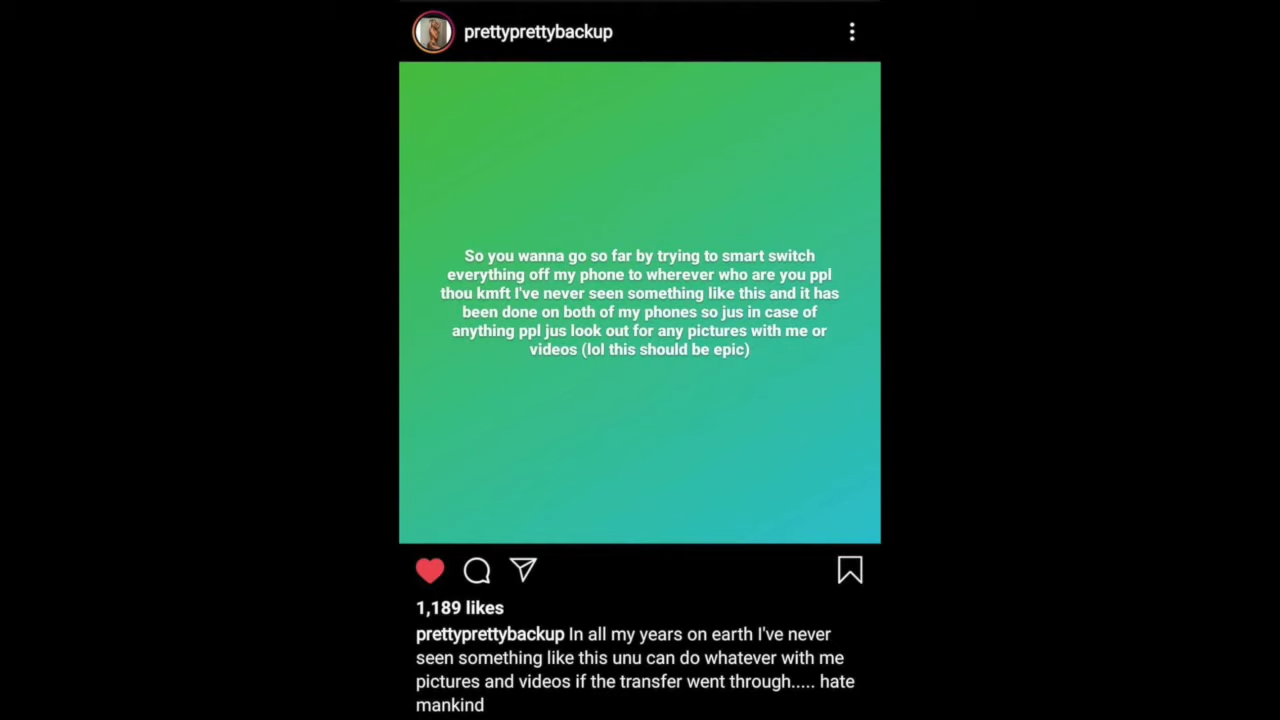 prettyprettybackup
So you wanna go so far by trying to smart switch
everything off my phone to wherever who are you ppl
thou kmft I've never seen something like this and it has
been done on both of my phones so jus in case of
anything ppl jus look out for any pictures with me or
videos (lol this should be epic)
1,189 likes
prettyprettybackup In all my years on earth I've never
seen something like this unu can do whatever with me
pictures and videos if the transfer went through..... hate
mankind